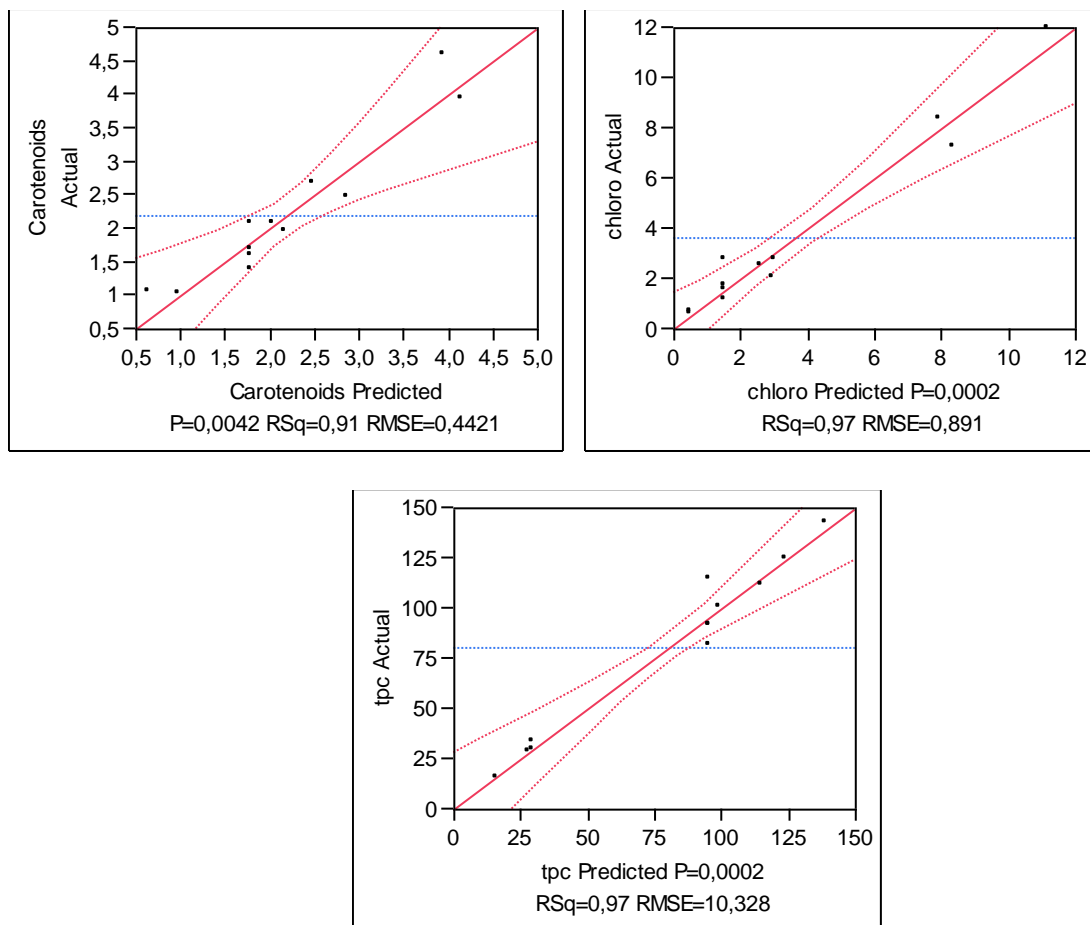 Carotenoids
Actual
5
4,5
4
3,5
3
2,5
2
1,5
1
0,5
0,5 1,0 1,5 2,0 2,5 3,0 3,5 4,0 4,5 5,0
Carotenoids Predicted
P=0,0042 RSq=0,91 RMSE=0,4421
chloro Actual
12
10
8
6
4
2
0
0 2 4 6 8 10 12
chloro Predicted P=0,0002
RSq=0,97 RMSE=0,891
tpc Actual
150
125
100
75
50
25
0
0 25 50 75 100 125 150
tpc Predicted P=0,0002
RSq=0,97 RMSE=10,328